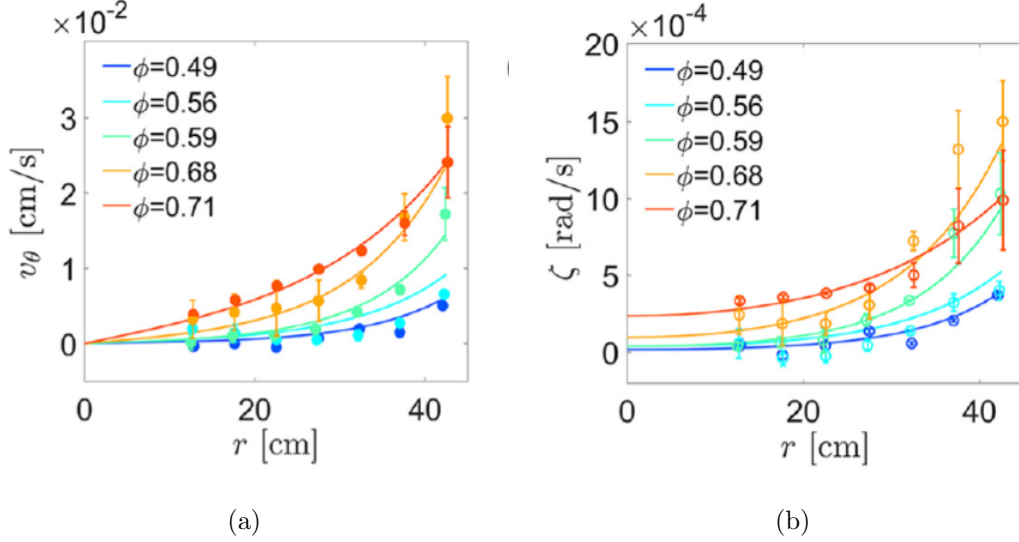 ×10⁻²
ϕ=0.49
ϕ=0.56
ϕ=0.59
ϕ=0.68
ϕ=0.71
3
2
1
0
v_θ [cm/s]
0
20
40
r [cm]
(a)
(
×10⁻⁴
20
15
10
5
0
ϕ=0.49
ϕ=0.56
ϕ=0.59
ϕ=0.68
ϕ=0.71
ζ [rad/s]
0
20
40
r [cm]
(b)